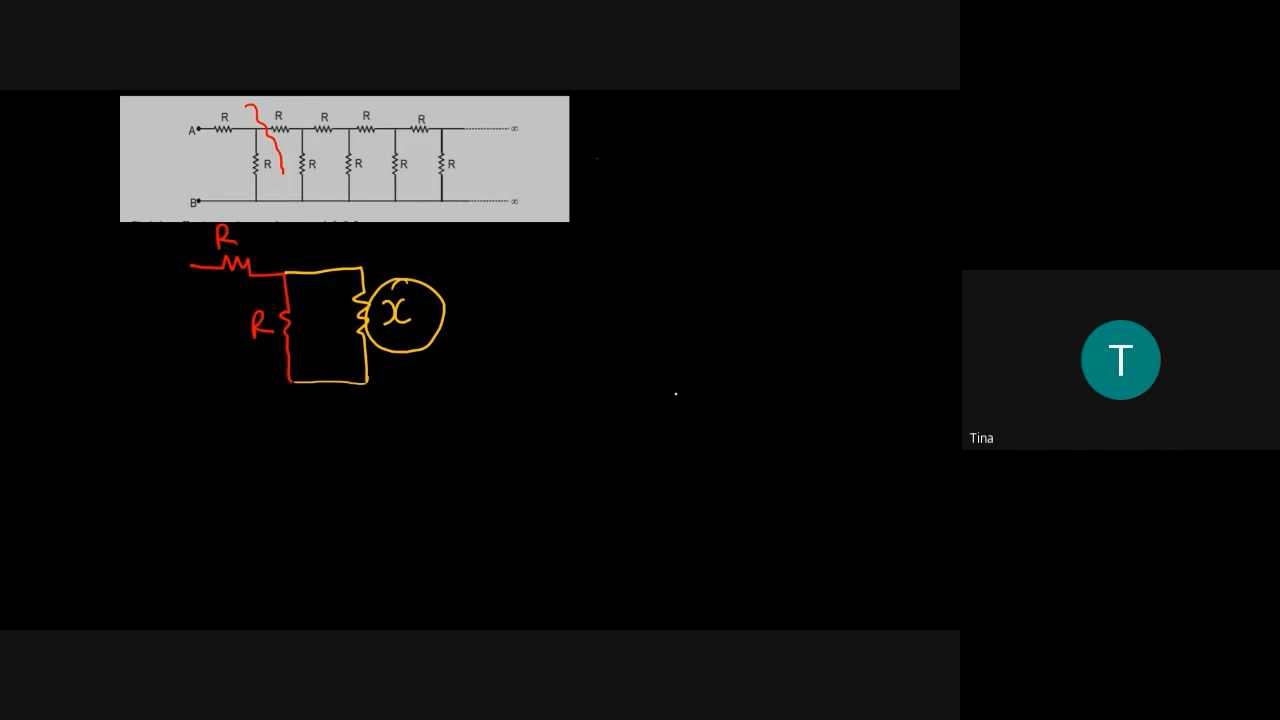 R R R R R
A ∞
R R R R R
B ∞
R
R x
T
Tina